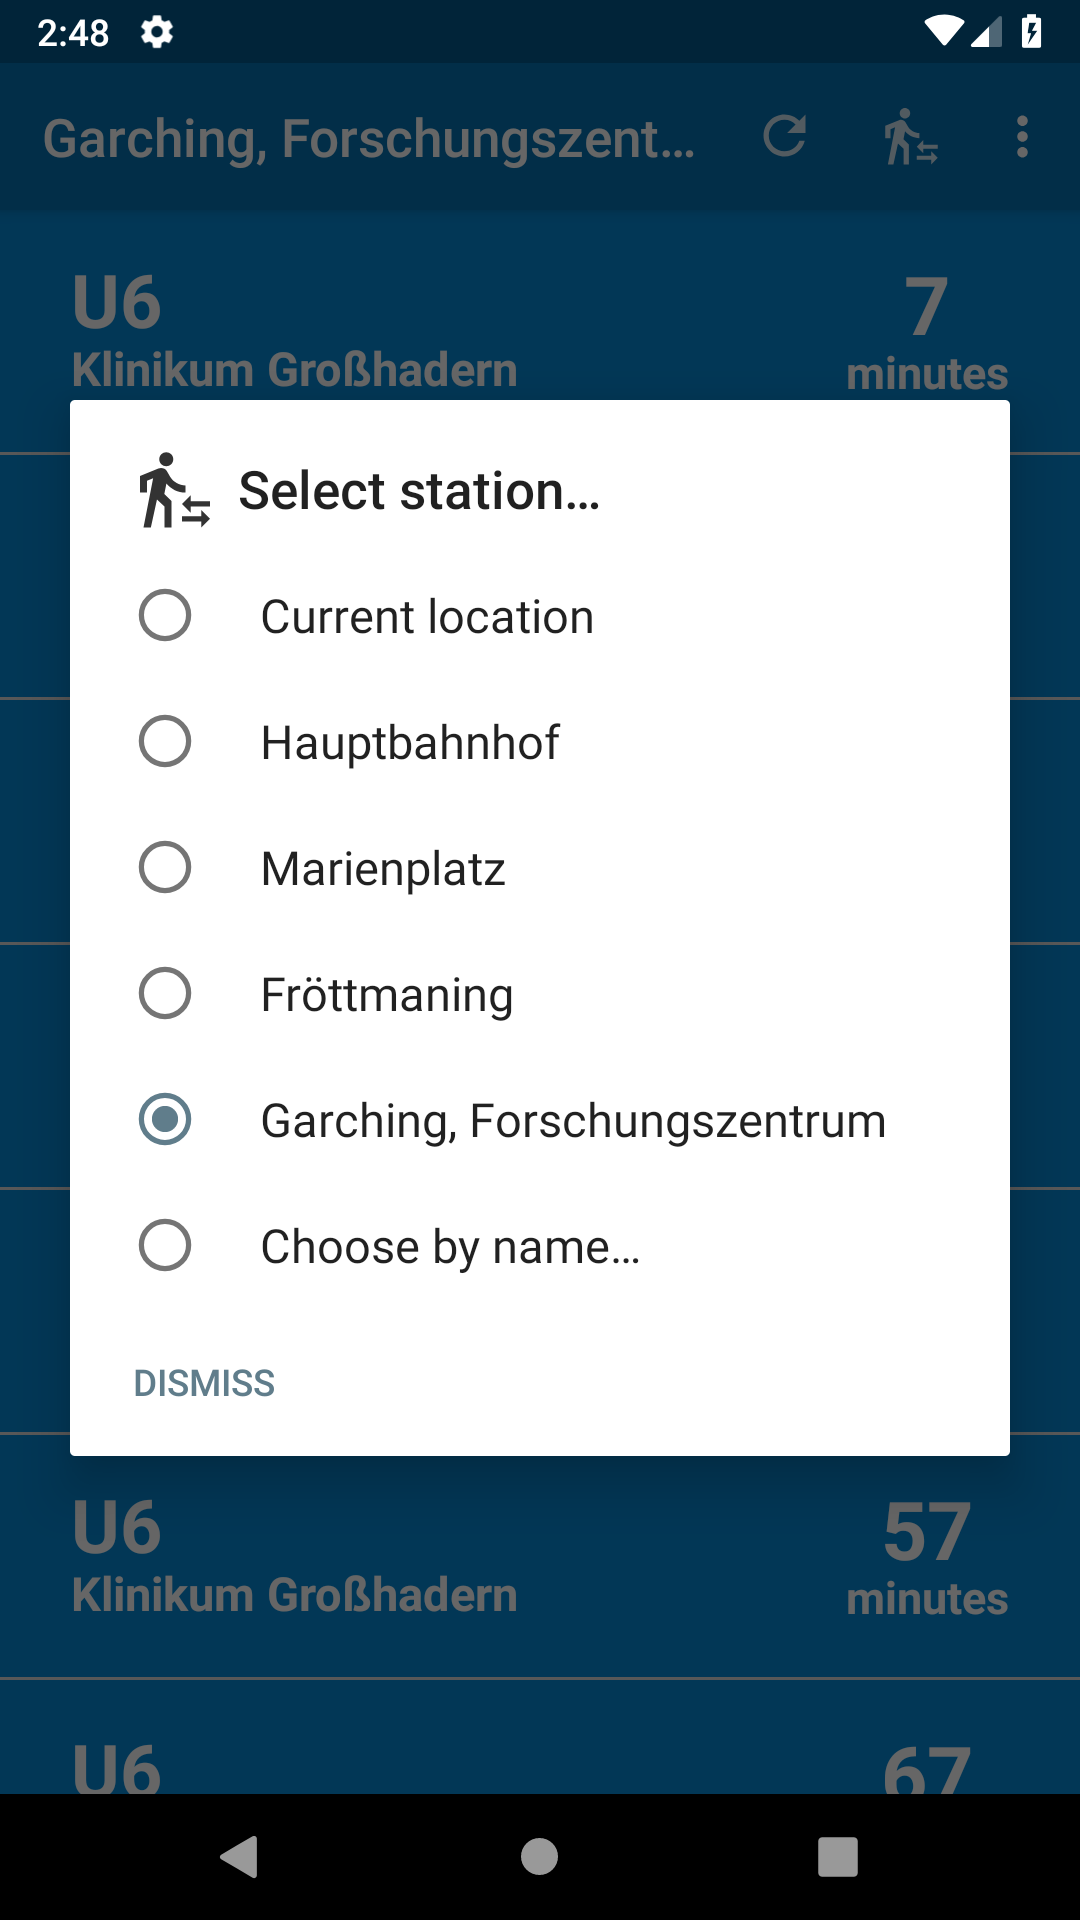 2:48
Garching, Forschungszent...
U6
7
Klinikum Großhadern
minutes
Select station...
Current location
Hauptbahnhof
Marienplatz
Fröttmaning
Garching, Forschungszentrum
Choose by name...
DISMISS
U6
57
Klinikum Großhadern
minutes
U6
67